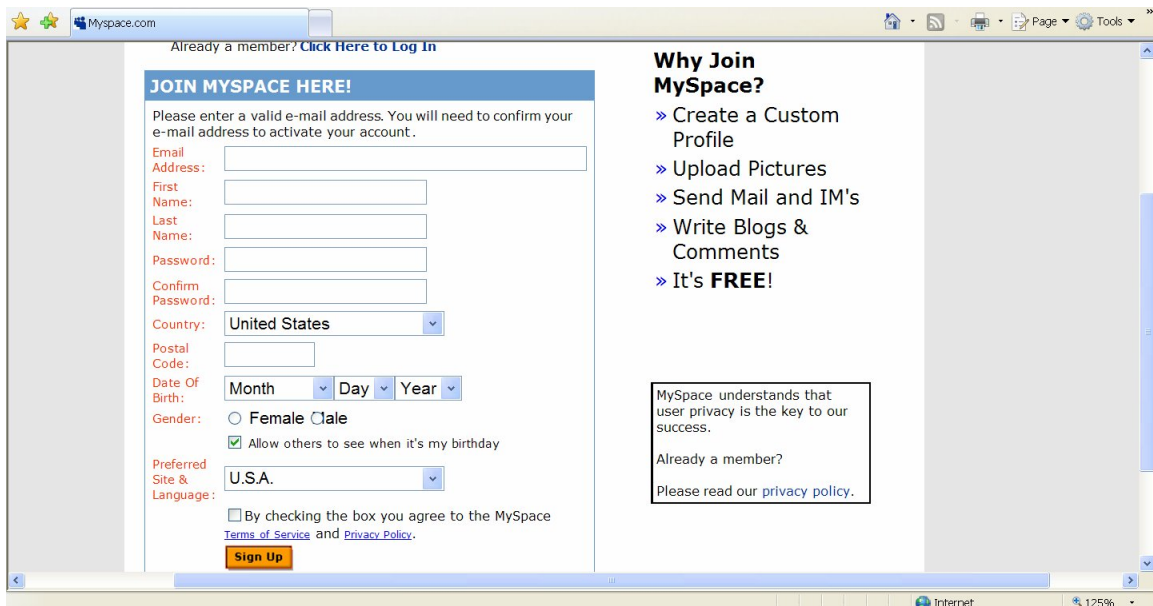 Myspace.com
Page
Tools
»
Already a member? Click Here to Log In
JOIN MYSPACE HERE!
Please enter a valid e-mail address. You will need to confirm your
e-mail address to activate your account.
Email
Address:
First
Name:
Last
Name:
Password:
Confirm
Password:
Country:
United States
Postal
Code:
Date Of
Birth:
Month
Day
Year
Gender:
Female
Allow others to see when it's my birthday
Preferred
Site &
Language:
U.S.A.
By checking the box you agree to the MySpace
Terms of Service and Privacy Policy.
Sign Up
Why Join
MySpace?
» Create a Custom
Profile
» Upload Pictures
» Send Mail and IM's
» Write Blogs &
Comments
» It's FREE!
MySpace understands that
user privacy is the key to our
success.
Already a member?
Please read our privacy policy.
Internet
125%